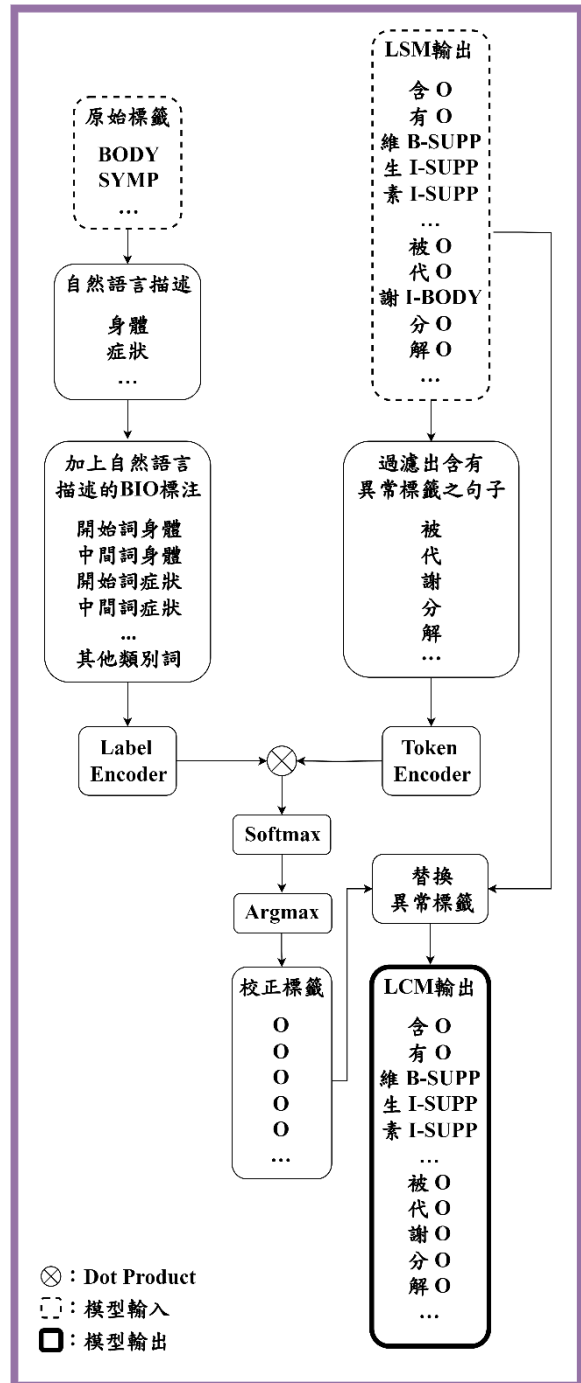 原始標籤
BODY
SYMP
…
自然語言描述
身體
症狀
…
加上自然語言
描述的BIO標注
開始詞身體
中間詞身體
開始詞症狀
中間詞症狀
...
其他類別詞
Label
Encoder
LSM輸出
含 O
有 O
維 B-SUPP
生 I-SUPP
素 I-SUPP
…
被 O
代 O
謝 I-BODY
分 O
解 O
…
過濾出含有
異常標籤之句子
被
代
謝
分
解
…
Token
Encoder
Softmax
Argmax
校正標籤
O
O
O
O
O
…
替換
異常標籤
LCM輸出
含 O
有 O
維 B-SUPP
生 I-SUPP
素 I-SUPP
…
被 O
代 O
謝 O
分 O
解 O
…
⊗：Dot Product
：模型輸入
：模型輸出